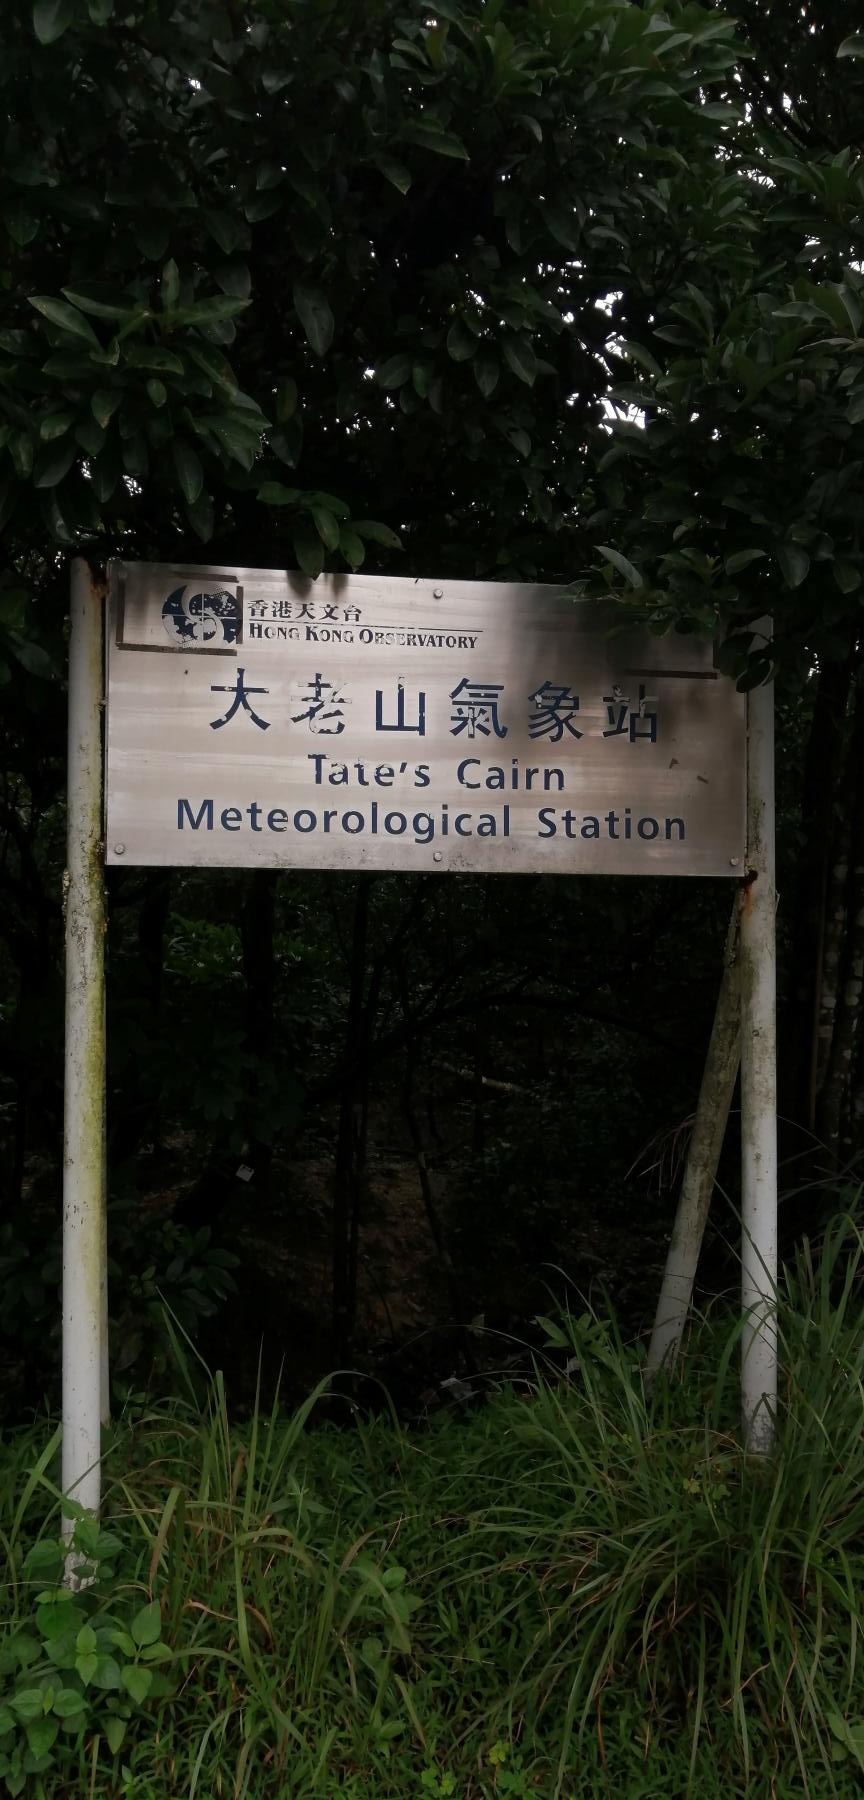 香港天文台
HONG KONG OBSERVATORY
大老山氣象站
Tate's Cairn
Meteorological Station